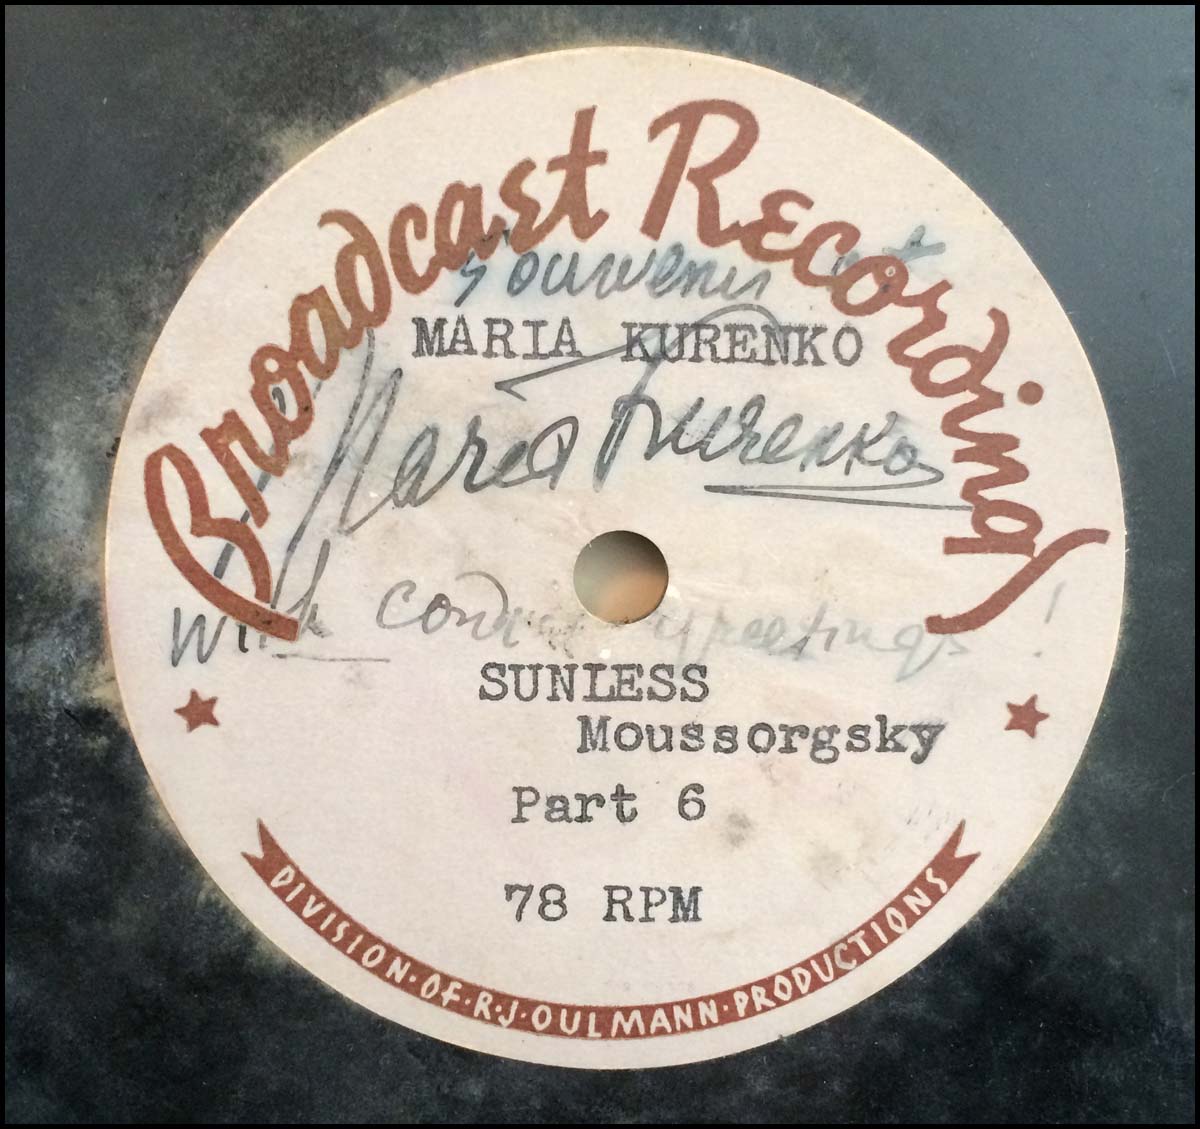 Broadcast Recordings
Souvenir of
MARIA KURENKO
Maria Kurenko
with cordial greetings!
SUNLESS
Moussorgsky
Part 6
78 RPM
DIVISION·OF·R·J·OULMANN·PRODUCTIONS